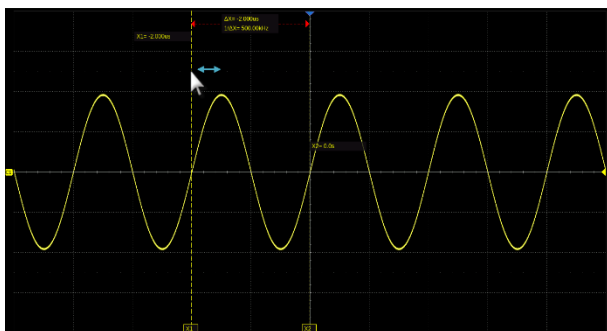 ΔX= -2.000us
1/ΔX= 500.00kHz
X1= -2.000us
X2= 0.0s
X1
X2